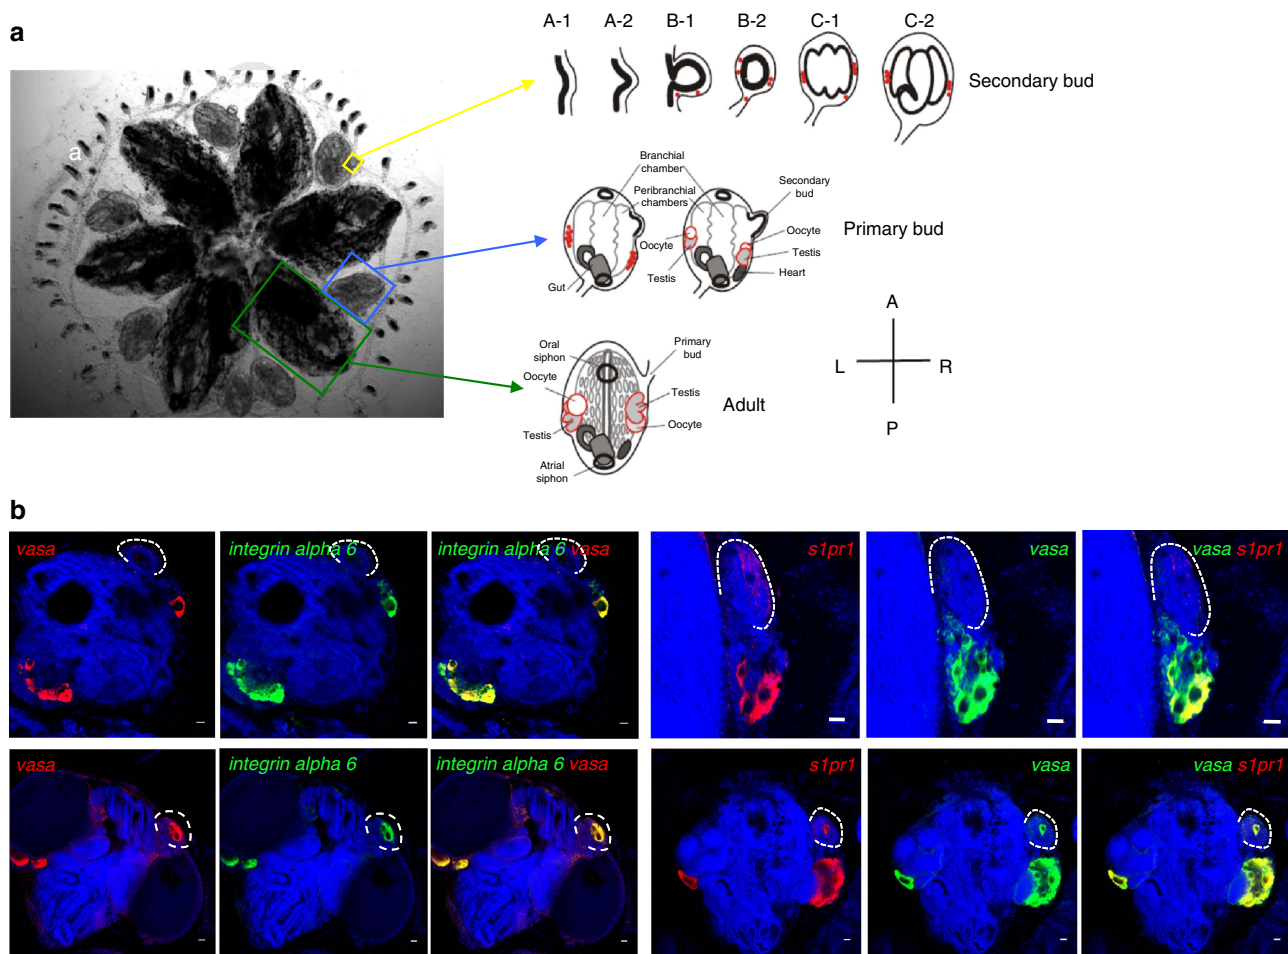 a
A-1 A-2 B-1 B-2 C-1 C-2
Secondary bud
a
Branchial
chamber
Peribranchial
chambers
Secondary
bud
Oocyte
Oocyte
Testis
Testis
Heart
Gut
Primary bud
A
L R
P
Oral
siphon
Primary
bud
Oocyte
Testis
Testis
Oocyte
Atrial
siphon
Adult
b
vasa
integrin alpha 6
integrin alpha 6 vasa
s1pr1
vasa
vasa s1pr1
vasa
integrin alpha 6
integrin alpha 6 vasa
s1pr1
vasa
vasa s1pr1